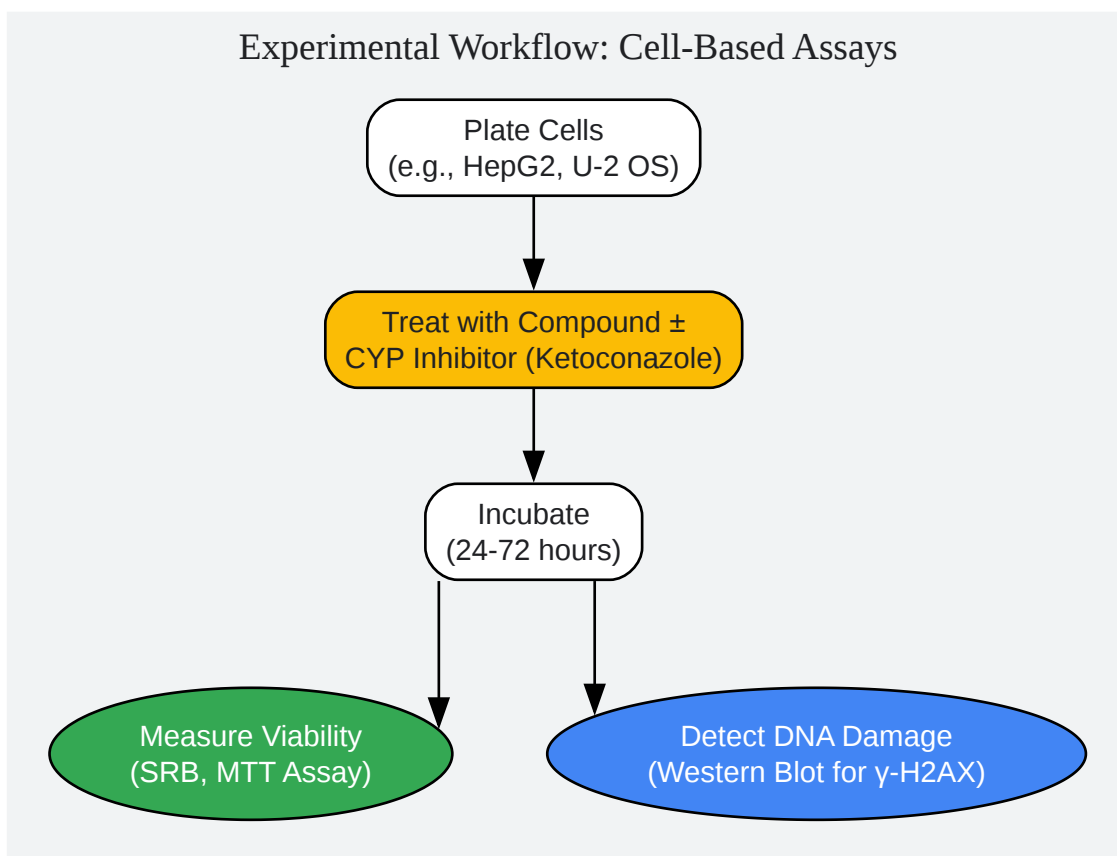 Experimental Workflow: Cell-Based Assays
Plate Cells
(e.g., HepG2, U-2 OS)
Treat with Compound ±
CYP Inhibitor (Ketoconazole)
Incubate
(24-72 hours)
Measure Viability
(SRB, MTT Assay)
Detect DNA Damage
(Western Blot for γ-H2AX)